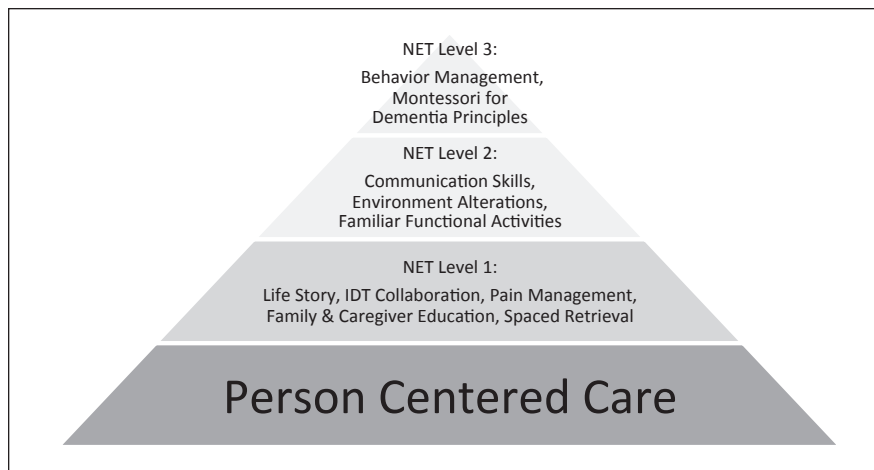 NET Level 3:
Behavior Management,
Montessori for
Dementia Principles
NET Level 2:
Communication Skills,
Environment Alterations,
Familiar Functional Activities
NET Level 1:
Life Story, IDT Collaboration, Pain Management,
Family & Caregiver Education, Spaced Retrieval
Person Centered Care